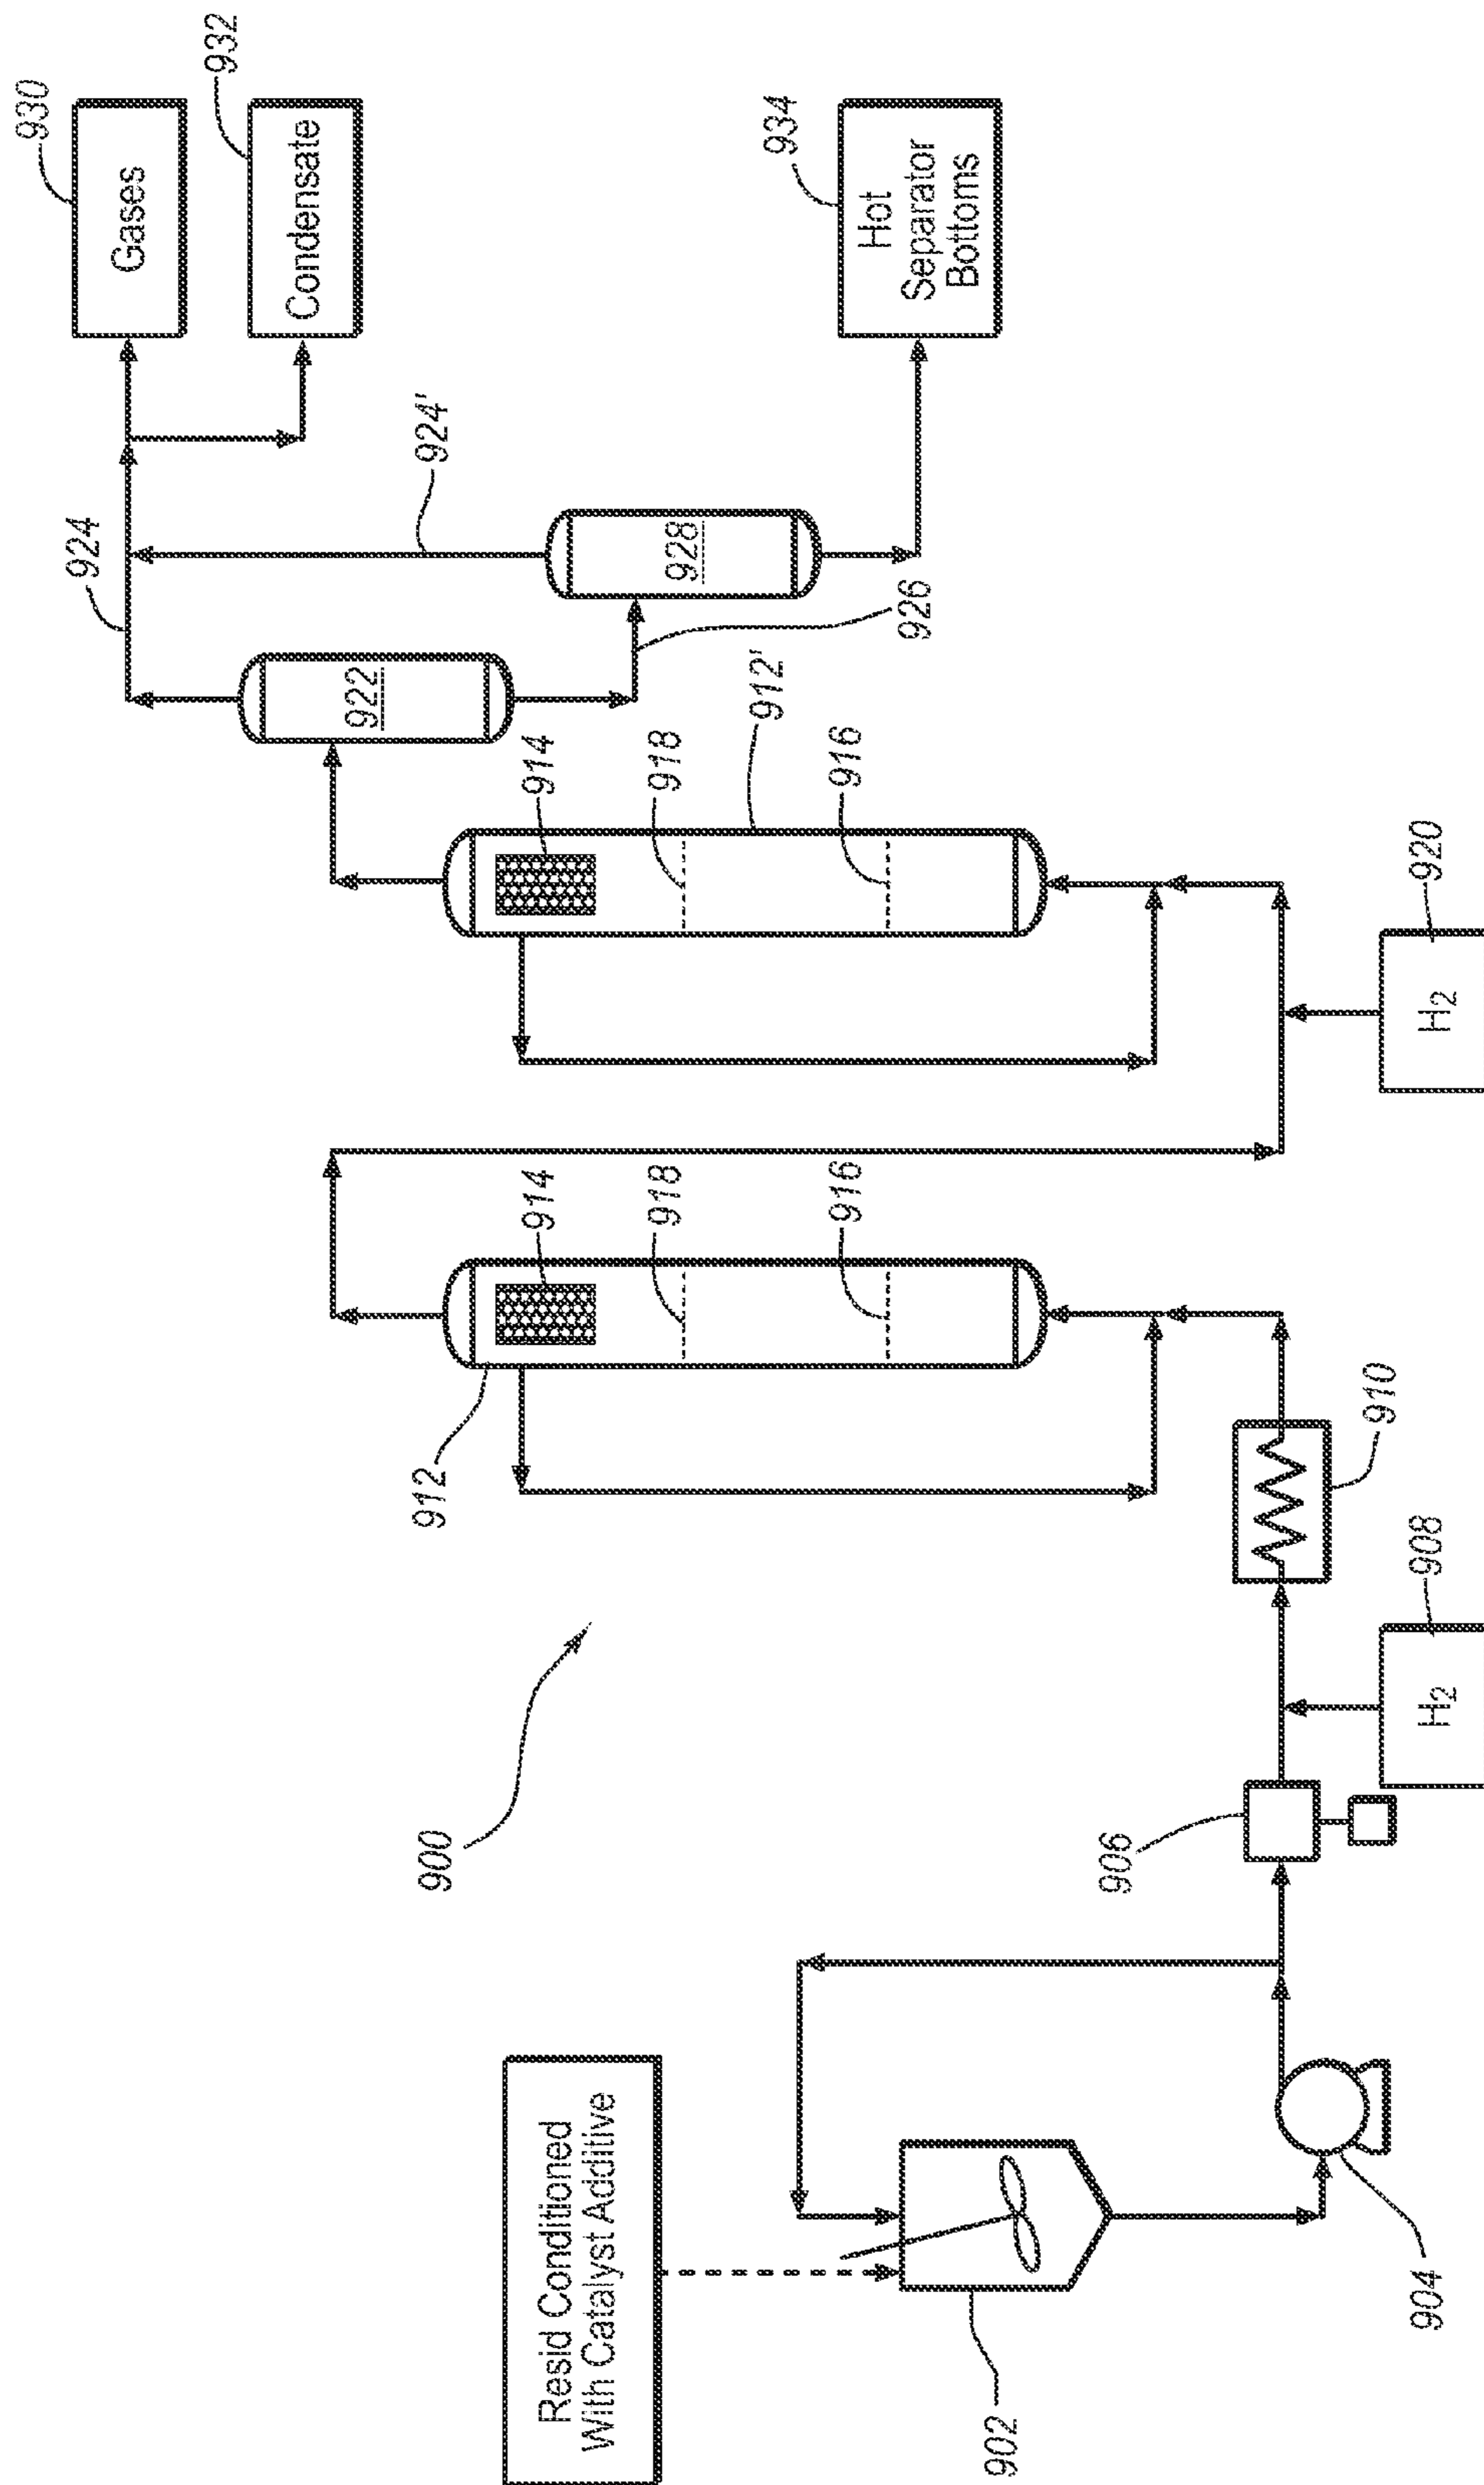 930
924
Gases
932
Condensate
922
900
912
924'
914
914
Resid Conditioned
With Catalyst Additive
918
918
928
912'
934
916
916
Hot
Separator
Bottoms
926
902
906
910
904
908
920
H₂
H₂